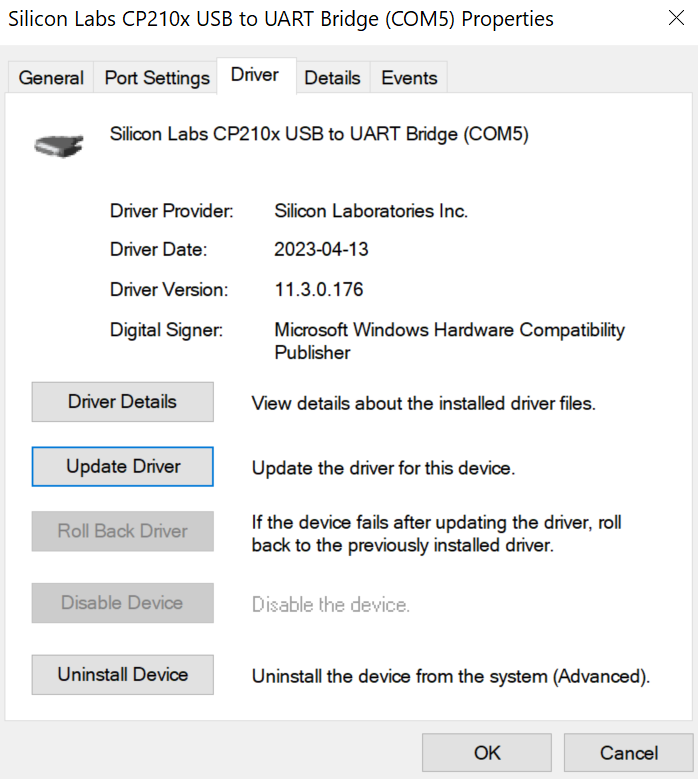 Silicon Labs CP210x USB to UART Bridge (COM5) Properties
General Port Settings Driver Details Events
Silicon Labs CP210x USB to UART Bridge (COM5)
Driver Provider: Silicon Laboratories Inc.
Driver Date: 2023-04-13
Driver Version: 11.3.0.176
Digital Signer: Microsoft Windows Hardware Compatibility
Publisher
Driver Details View details about the installed driver files.
Update Driver Update the driver for this device.
Roll Back Driver If the device fails after updating the driver, roll
back to the previously installed driver.
Disable Device Disable the device.
Uninstall Device Uninstall the device from the system (Advanced).
OK Cancel